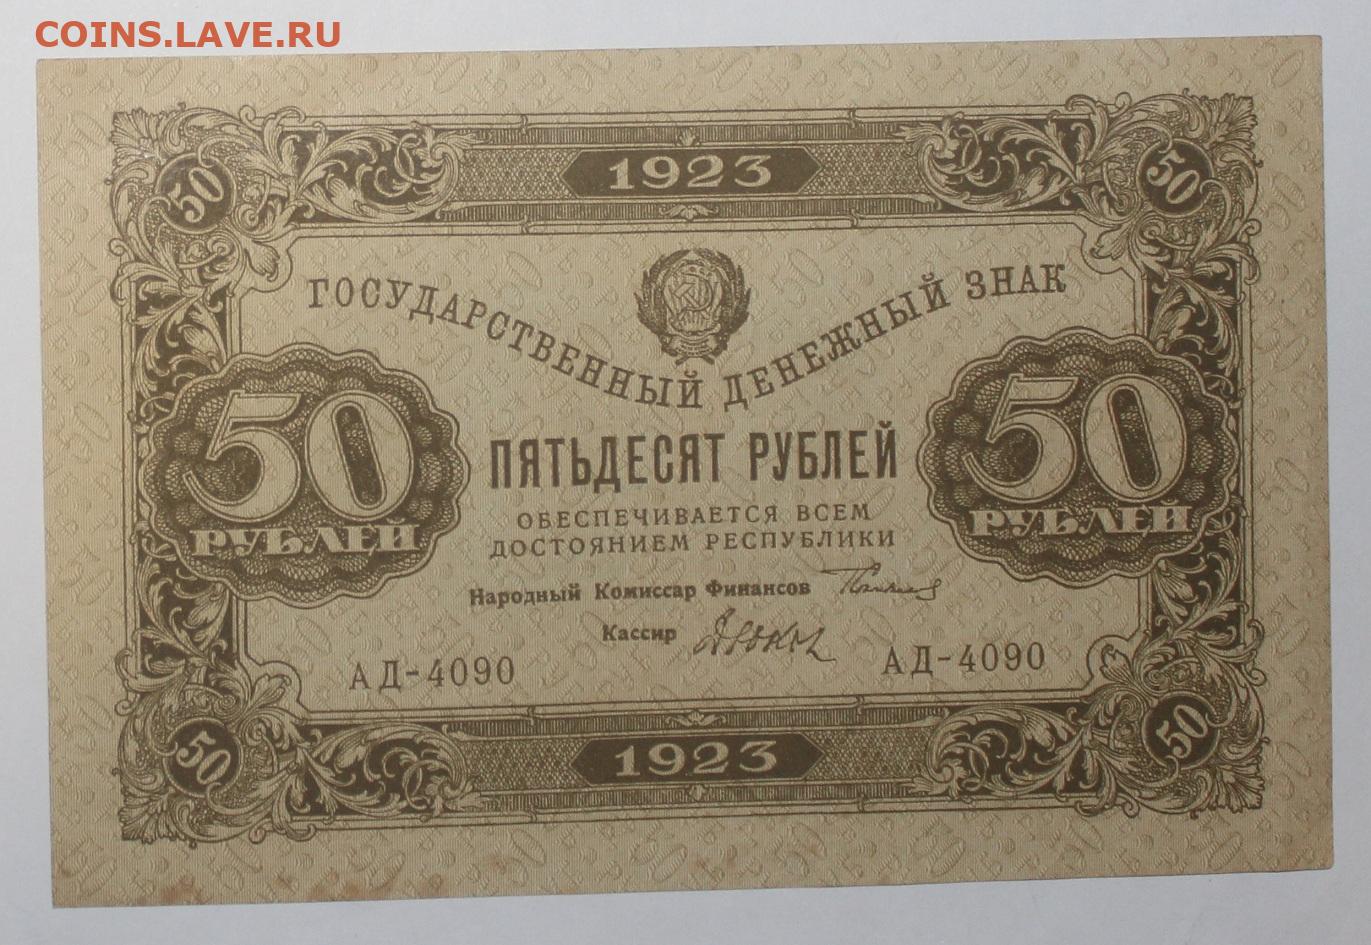 COINS.LAVE.RU
1923
50 50
ГОСУДАРСТВЕННЫЙ ДЕНЕЖНЫЙ ЗНАК
50 РУБЛЕЙ
50 РУБЛЕЙ
ПЯТЬДЕСЯТ РУБЛЕЙ
ОБЕСПЕЧИВАЕТСЯ ВСЕМ
ДОСТОЯНИЕМ РЕСПУБЛИКИ
Народный Комиссар Финансов
Кассир
АД-4090 АД-4090
50 50
1923